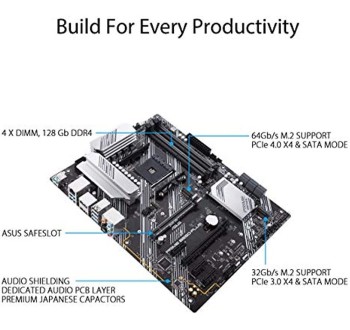 Build For Every Productivity
4 X DIMM, 128 Gb DDR4
64Gb/s M.2 SUPPORT
PCIe 4.0 X4 & SATA MODE
ASUS SAFESLOT
32Gb/s M.2 SUPPORT
PCIe 3.0 X4 & SATA MODE
AUDIO SHIELDING
DEDICATED AUDIO PCB LAYER
PREMIUM JAPANESE CAPACTORS